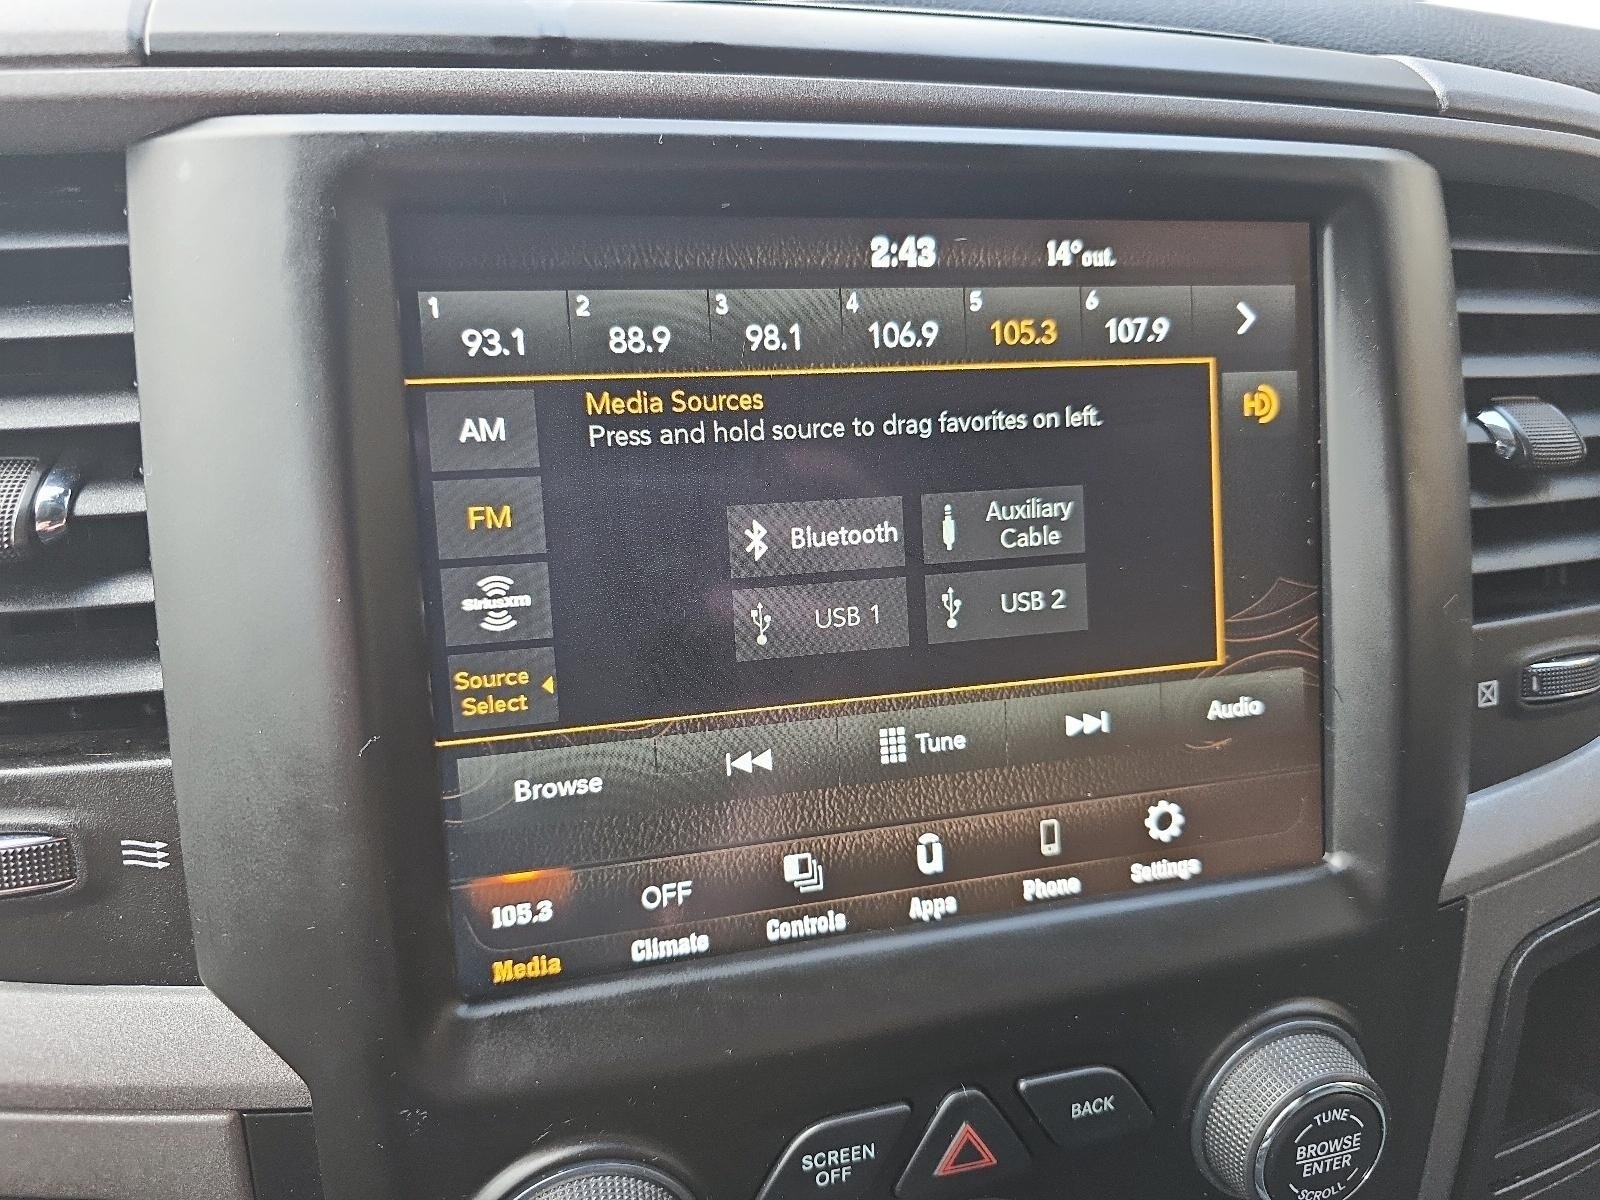 2:43 14° out.
1 2 3 4 5 6
93.1 88.9 98.1 106.9 105.3 107.9
HD
Media Sources
Press and hold source to drag favorites on left.
AM
FM
SiriusXM
Source
Select
Bluetooth
Auxiliary
Cable
USB 1
USB 2
Browse Tune Audio
105.3 OFF
Media Climate Controls Apps Phone Settings
SCREEN
OFF
BACK
TUNE
BROWSE
ENTER
SCROLL